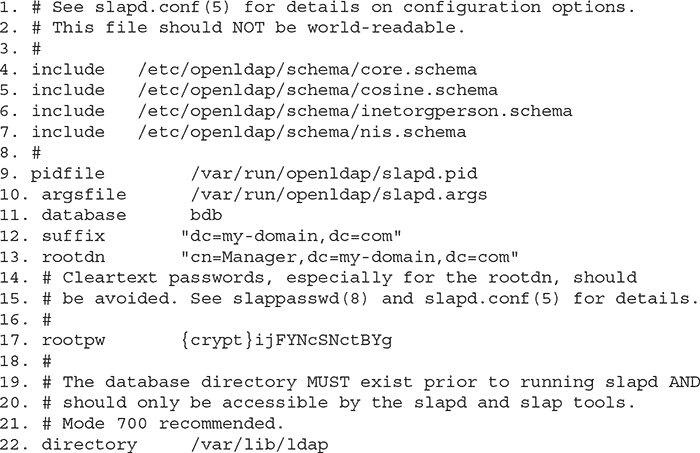 1. # See slapd.conf(5) for details on configuration options.
2. # This file should NOT be world-readable.
3. #
4. include /etc/openldap/schema/core.schema
5. include /etc/openldap/schema/cosine.schema
6. include /etc/openldap/schema/inetorgperson.schema
7. include /etc/openldap/schema/nis.schema
8. #
9. pidfile /var/run/openldap/slapd.pid
10. argsfile /var/run/openldap/slapd.args
11. database bdb
12. suffix "dc=my-domain,dc=com"
13. rootdn "cn=Manager,dc=my-domain,dc=com"
14. # Cleartext passwords, especially for the rootdn, should
15. # be avoided. See slappasswd(8) and slapd.conf(5) for details.
16. #
17. rootpw {crypt}ijFYNcSNctBYg
18. #
19. # The database directory MUST exist prior to running slapd AND
20. # should only be accessible by the slapd and slap tools.
21. # Mode 700 recommended.
22. directory /var/lib/ldap